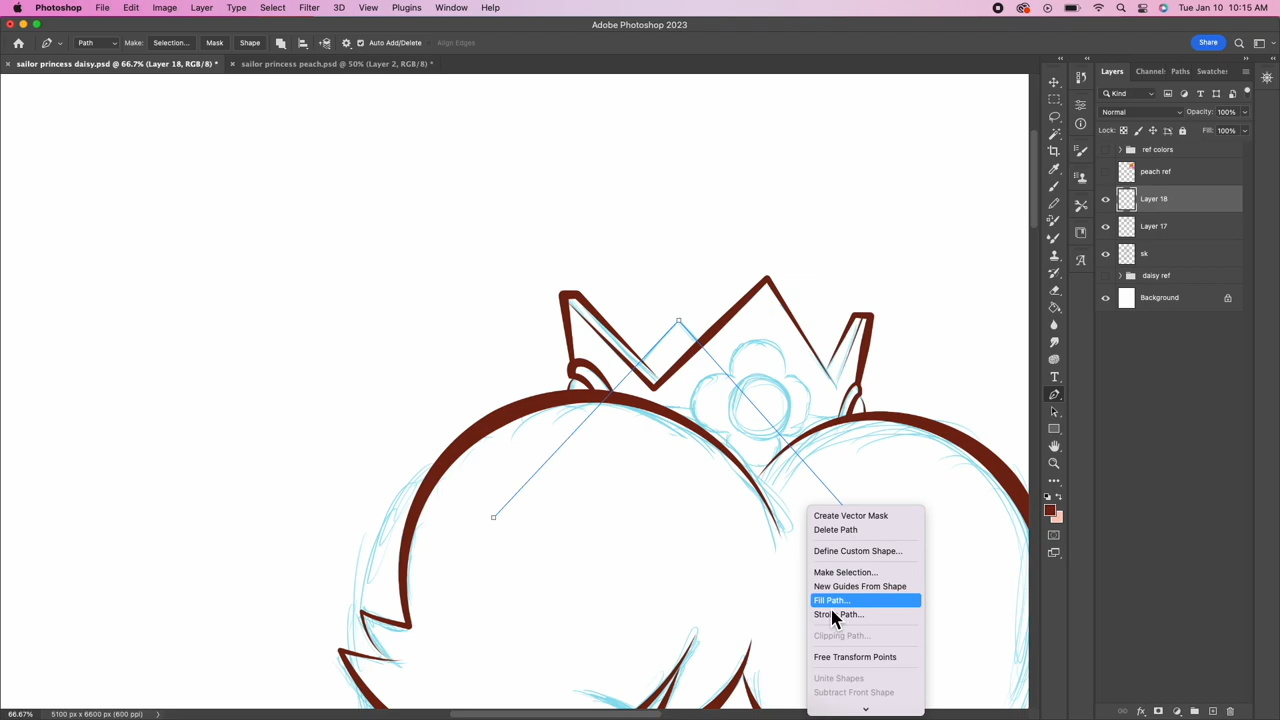 Photoshop File Edit Image Layer Type Select Filter 3D View Plugins Window Help Tue Jan 10 10:15 AM
Adobe Photoshop 2023
Path Make: Selection... Mask Shape Auto Add/Delete Align Edges Share
sailor princess daisy.psd @ 66.7% (Layer 18, RGB/8) * sailor princess peach.psd @ 50% (Layer 2, RGB/8) *
Layers Channel: Paths Swatches
Kind
Normal Opacity: 100%
Lock: Fill: 100%
ref colors
peach ref
Layer 18
Layer 17
sk
daisy ref
Background
Create Vector Mask
Delete Path
Define Custom Shape...
Make Selection...
New Guides From Shape
Fill Path...
Stroke Path...
Clipping Path...
Free Transform Points
Unite Shapes
Subtract Front Shape
66.67% 5100 px x 6600 px (600 ppi)